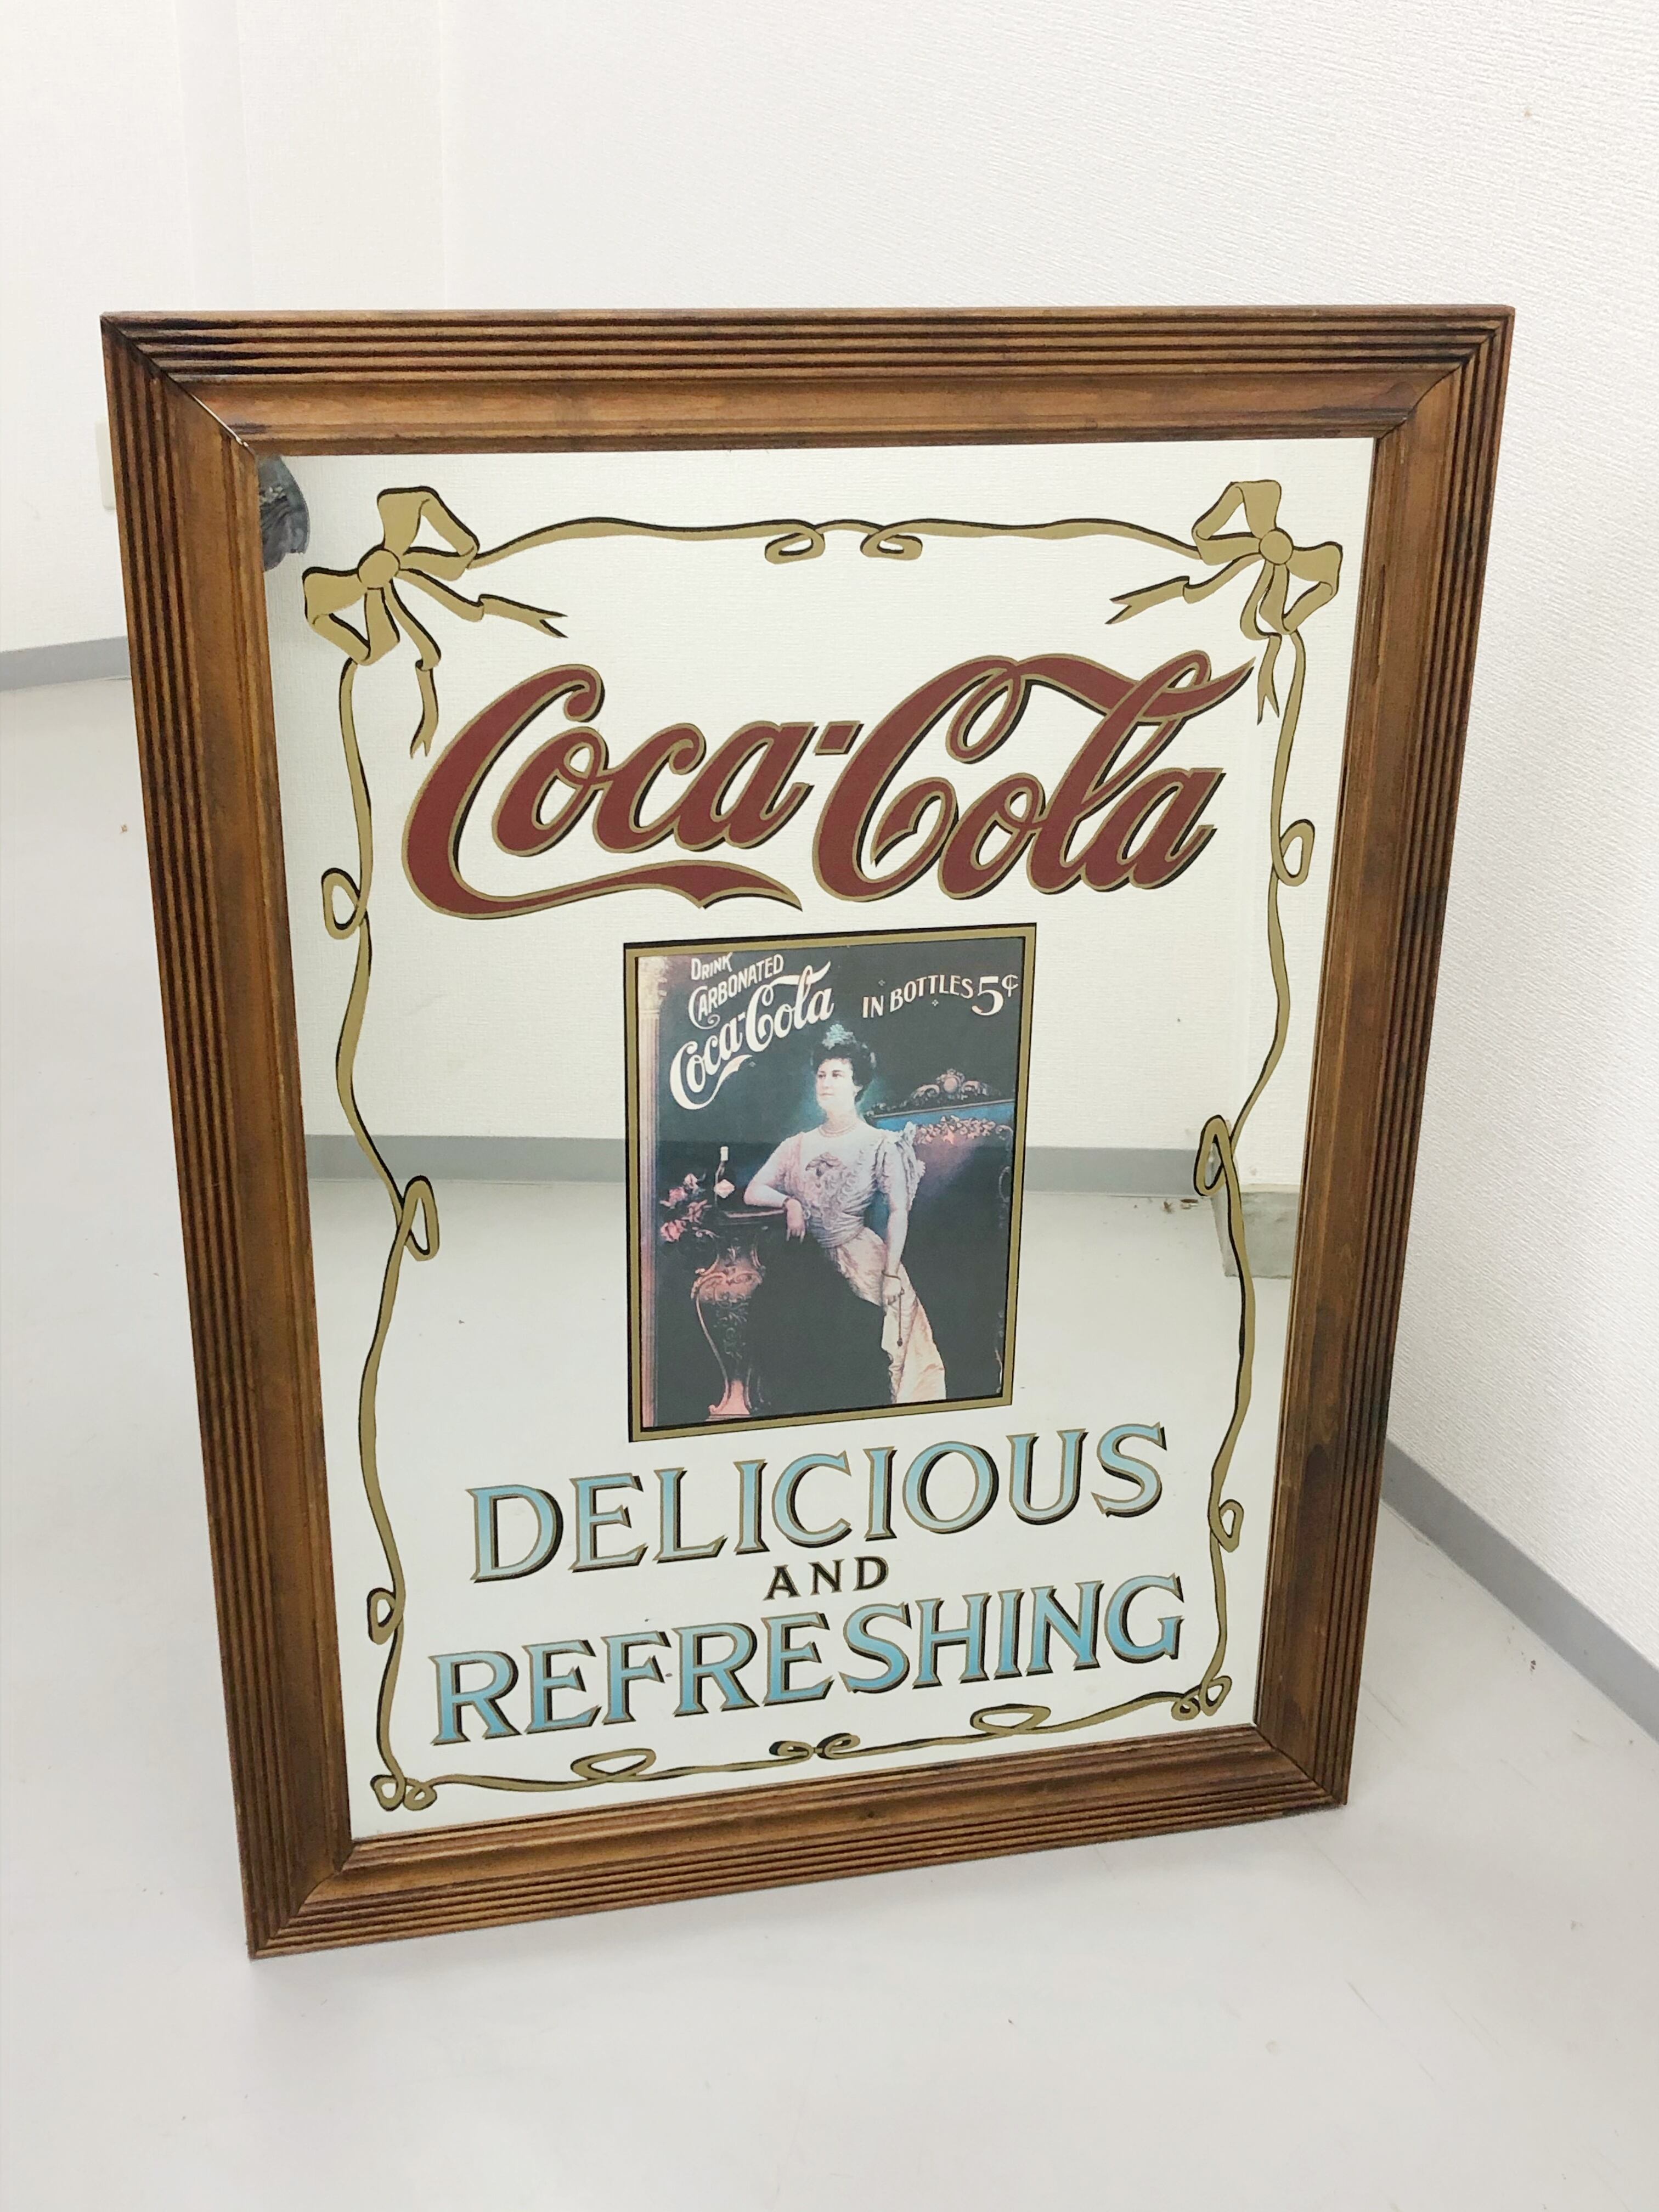 Coca-Cola
DRINK
CARBONATED
Coca-Cola
IN BOTTLES 5¢
DELICIOUS
AND
REFRESHING